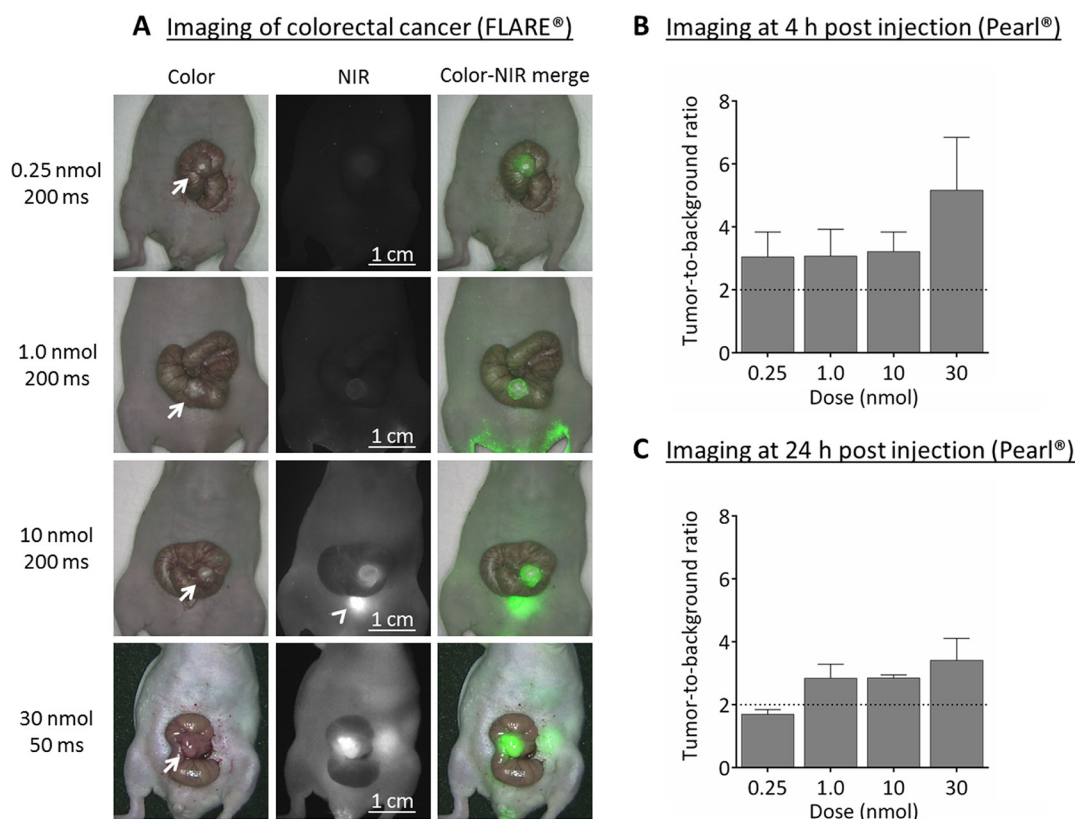 A Imaging of colorectal cancer (FLARE®)
Color NIR Color-NIR merge
0.25 nmol
200 ms
1 cm
1.0 nmol
200 ms
1 cm
10 nmol
200 ms
1 cm
30 nmol
50 ms
1 cm
B Imaging at 4 h post injection (Pearl®)
Tumor-to-background ratio
8
6
4
2
0
0.25 1.0 10 30
Dose (nmol)
C Imaging at 24 h post injection (Pearl®)
Tumor-to-background ratio
8
6
4
2
0
0.25 1.0 10 30
Dose (nmol)